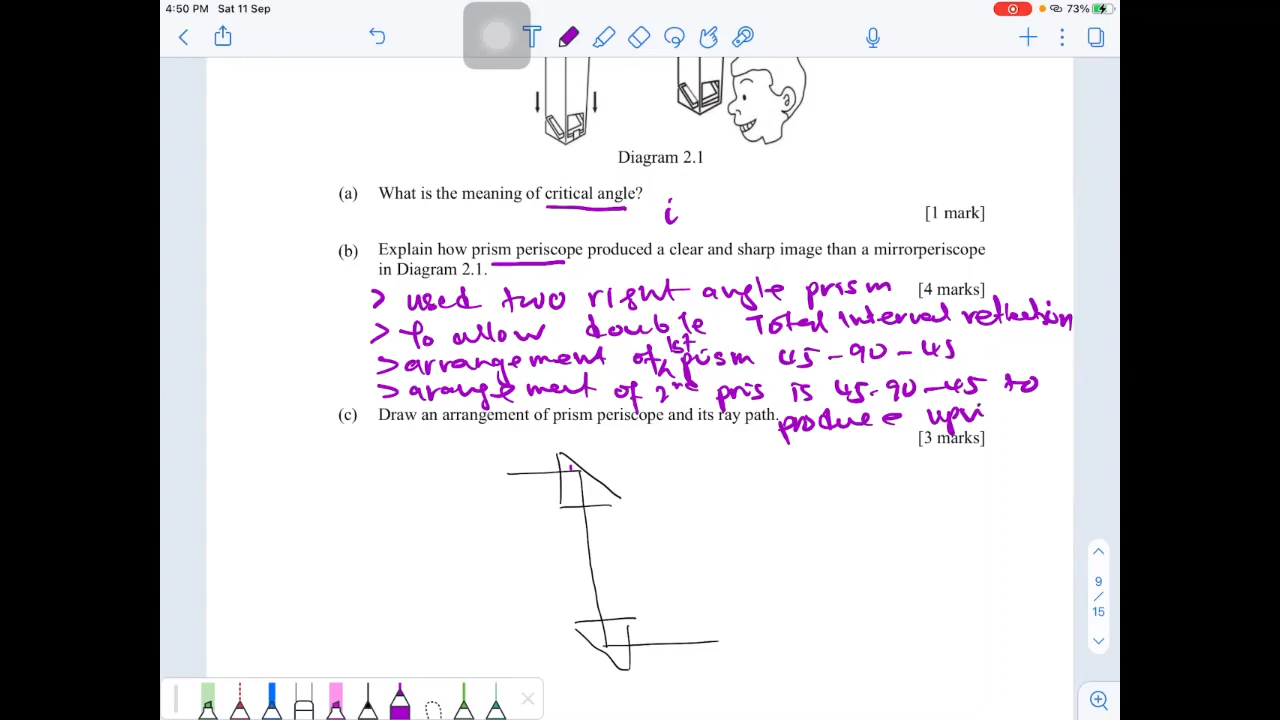 4:50 PM Sat 11 Sep
73%
Diagram 2.1
(a) What is the meaning of critical angle?
i
[1 mark]
(b) Explain how prism periscope produced a clear and sharp image than a mirrorperiscope
in Diagram 2.1.
[4 marks]
> used two right angle prism
> to allow double Total interval reflection
> arrangement of 1st prism 45-90-45
> arangement of 2nd pris is 45-90-45 to
produce upri
(c) Draw an arrangement of prism periscope and its ray path.
[3 marks]
9
/
15